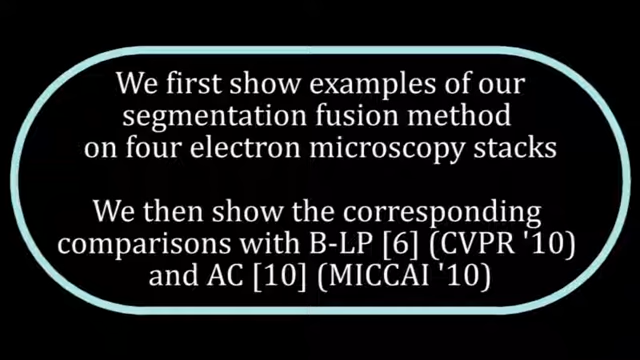 We first show examples of our
segmentation fusion method
on four electron microscopy stacks
We then show the corresponding
comparisons with B-LP [6] (CVPR '10)
and AC [10] (MICCAI '10)